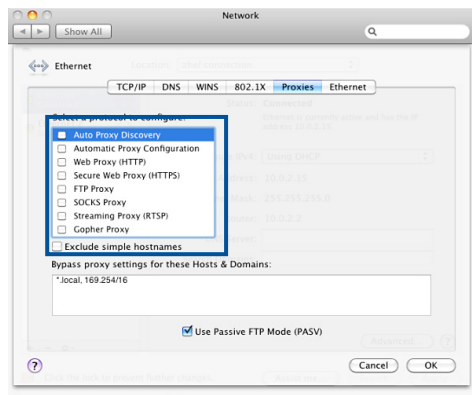 Network
Show All
Ethernet
TCP/IP DNS WINS 802.1X Proxies Ethernet
Select a protocol to configure:
Auto Proxy Discovery
Automatic Proxy Configuration
Web Proxy (HTTP)
Secure Web Proxy (HTTPS)
FTP Proxy
SOCKS Proxy
Streaming Proxy (RTSP)
Gopher Proxy
Exclude simple hostnames
Bypass proxy settings for these Hosts & Domains:
*.local, 169.254/16
Use Passive FTP Mode (PASV)
Advanced...
?
Cancel OK